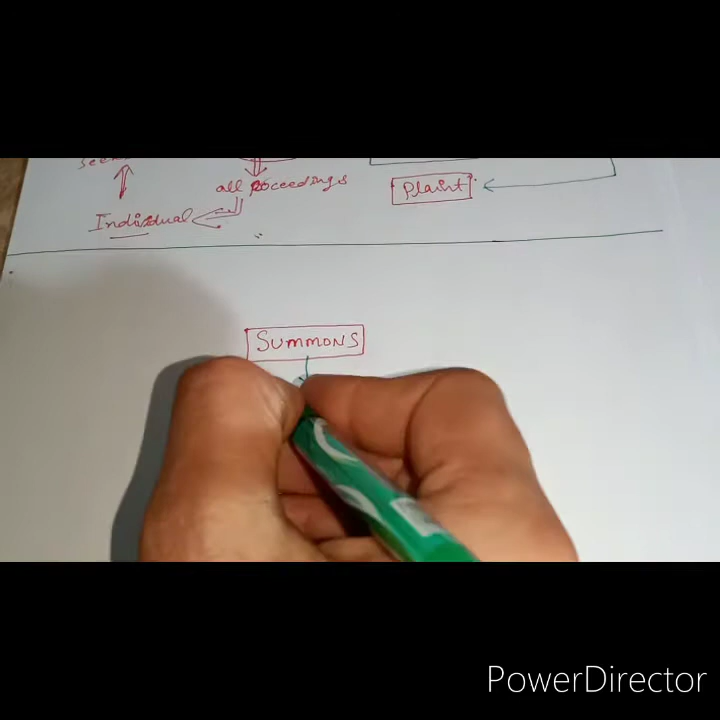 all proceedings
Plaint
Individual
SUMMONS
PowerDirector